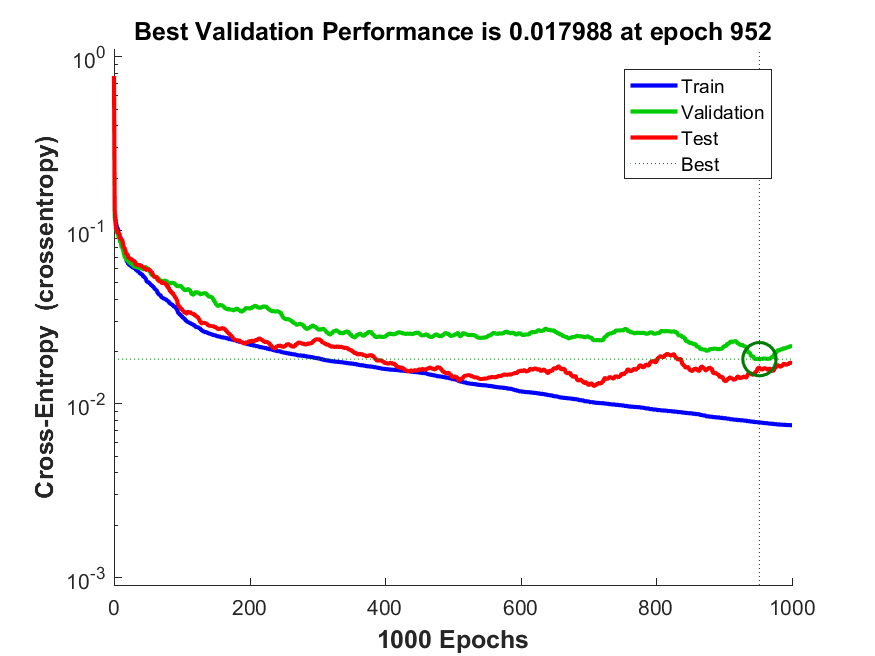 Best Validation Performance is 0.017988 at epoch 952
Train
Validation
Test
Best
10^0
10^-1
10^-2
10^-3
Cross-Entropy (crossentropy)
0 200 400 600 800 1000
1000 Epochs